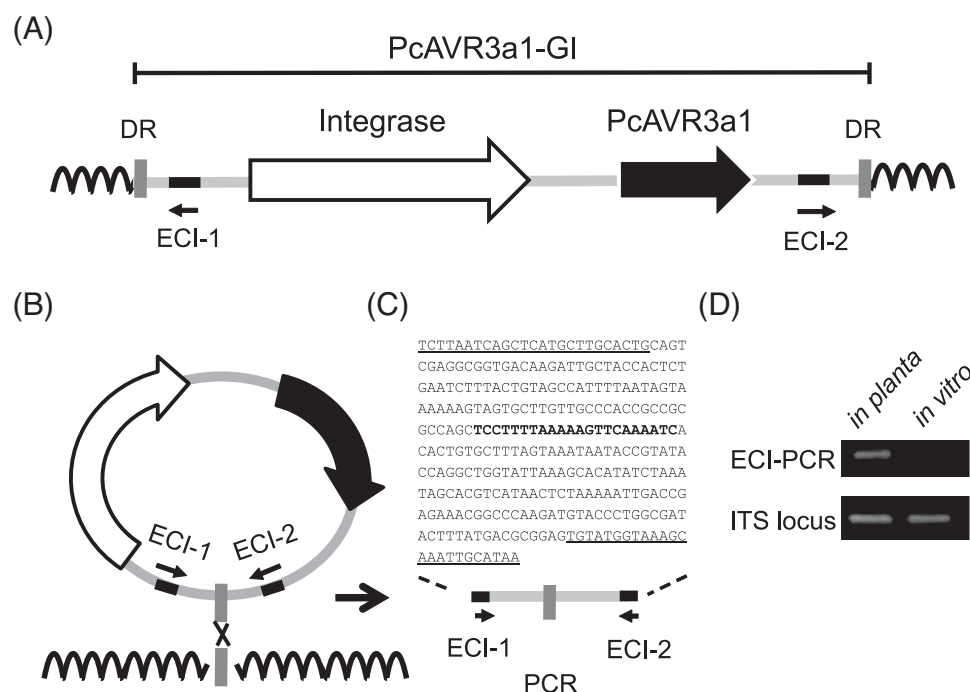 (A)
PcAVR3a1-GI
DR
Integrase
PcAVR3a1
DR
ECI-1
ECI-2
(B)
ECI-1
ECI-2
X
(C)
TCTTAATCAGCTCATGCTTGCACTGCAGT
CGAGGCGGTGACAAGATTGCTACCACTCT
GAATCTTTACTGTAGCCATTTTAATAGTA
AAAAAGTAGTGCTTGTTGCCCACCGCCGC
GCCAGCTCCTTTTAAAAAGTTCAAAATCA
CACTGTGCTTTAGTAAATAATACCGTATA
CCAGGCTGGTATTAAAGCACATATCTAAA
TAGCACGTCATAACTCTAAAAATTGACCG
AGAAACGGCCCAAGATGTACCCTGGCGAT
ACTTTATGACGCGGAGTGTATGGTAAAGC
AAATTGCATAA
ECI-1
ECI-2
PCR
(D)
in planta
in vitro
ECI-PCR
ITS locus